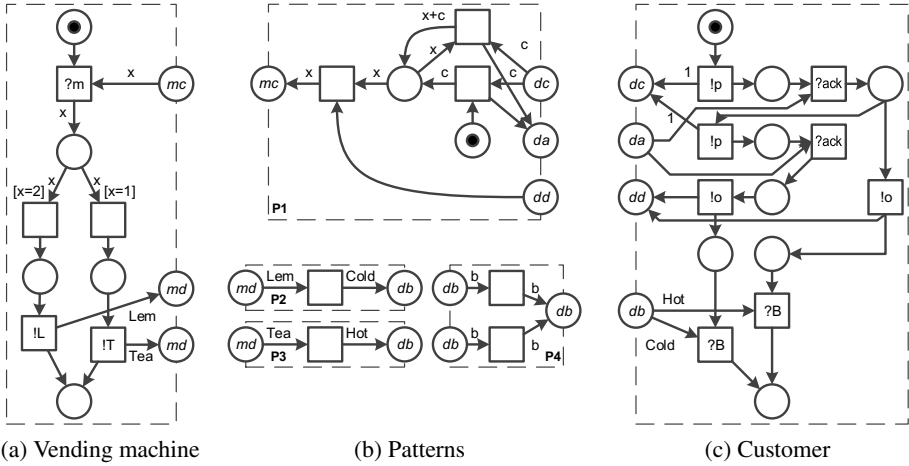 ?m
x
mc
x
[x=2]
x
x
[x=1]
!L
!T
md
Lem
md
Tea
(a) Vending machine
x+c
x
c
mc
x
x
c
c
dc
da
dd
P1
md
Lem
Cold
db
P2
md
Tea
Hot
db
P3
db
b
b
db
db
b
b
P4
(b) Patterns
dc
1
!p
?ack
1
da
!p
?ack
dd
!o
!o
db
Hot
?B
Cold
?B
(c) Customer